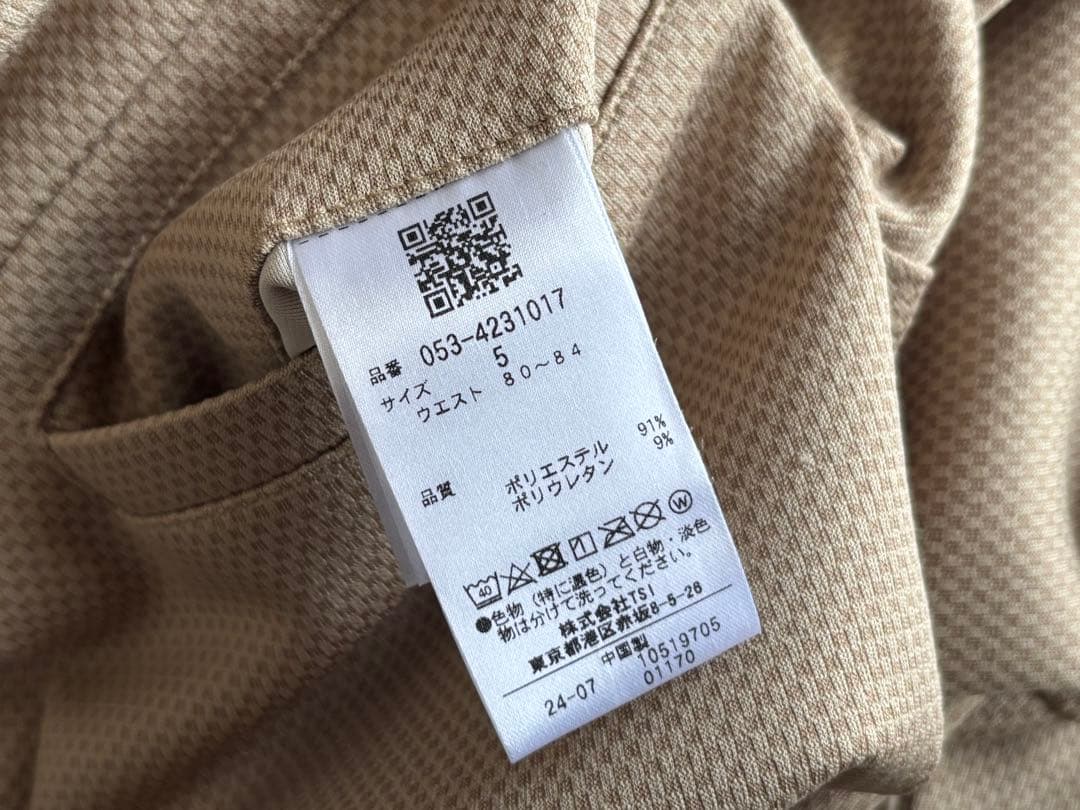 品番 053-4231017
サイズ 5
ウエスト 80～84
品質 ポリエステル 91%
ポリウレタン 9%
40 W
●色物（特に濃色）と白物・淡色
物は分けて洗ってください。
株式会社TSI
東京都港区赤坂8-5-26
中国製 10519705
24-07 01170